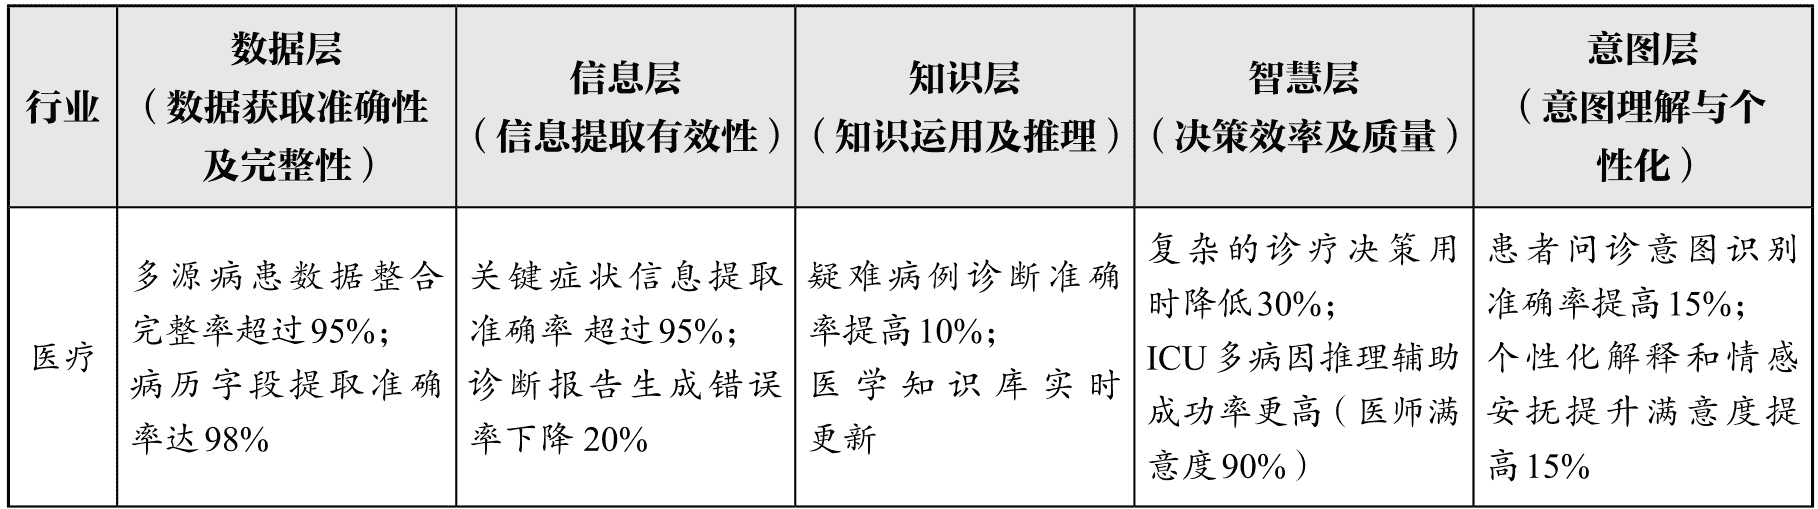 行业
数据层
（数据获取准确性
及完整性）
信息层
（信息提取有效性）
知识层
（知识运用及推理）
智慧层
（决策效率及质量）
意图层
（意图理解与个
性化）
医疗
多源病患数据整合
完整率超过95%；
病历字段提取准确
率达98%
关键症状信息提取
准确率 超过95%；
诊断报告生成错误
率下降 20%
疑难病例诊断准确
率提高10%；
医学知识库实时
更新
复杂的诊疗决策用
时降低30%；
ICU 多病因推理辅助
成功率更高（医师满
意度90%）
患者问诊意图识别
准确率提高15%；
个性化解释和情感
安抚提升满意度提
高15%